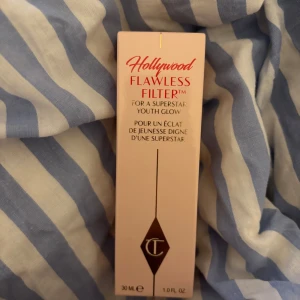 Hollywood
FLAWLESS
FILTER™
FOR A SUPERSTAR
YOUTH GLOW
POUR UN ÉCLAT
DE JEUNESSE DIGNE
D'UNE SUPERSTAR
CT
30 ML ℮ 1.0 FL. OZ.